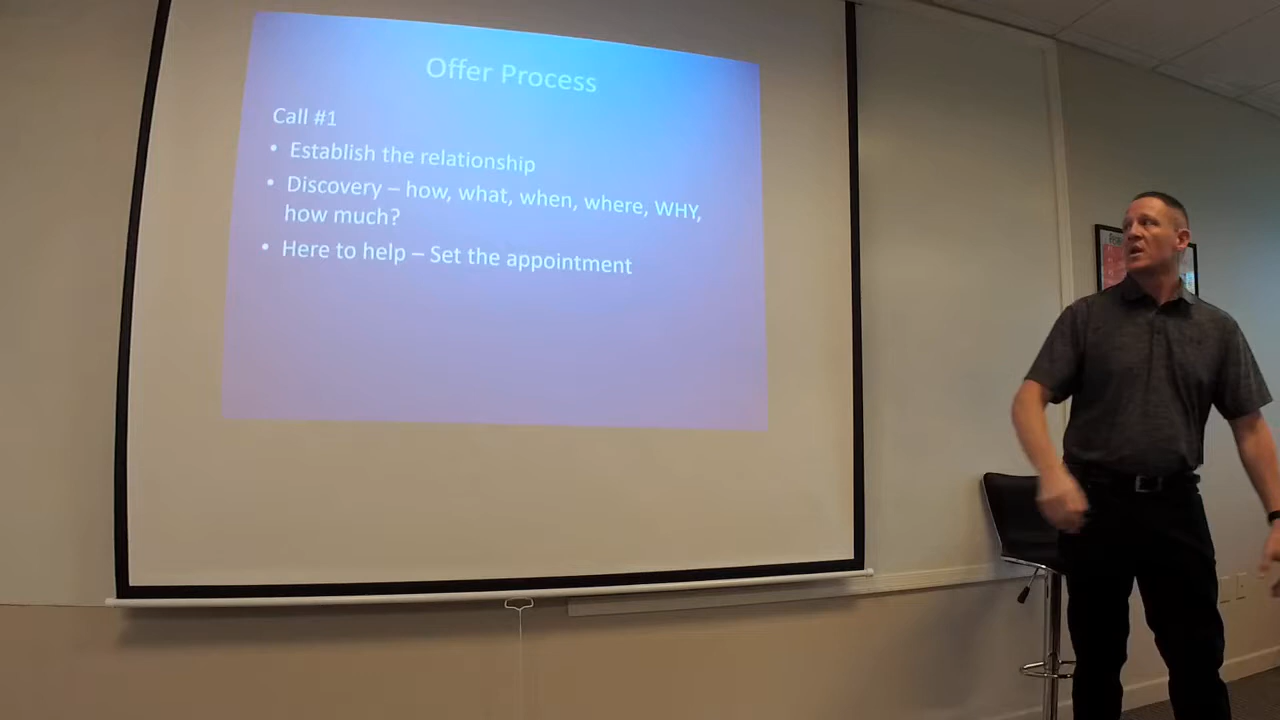 Offer Process
Call #1
• Establish the relationship
• Discovery – how, what, when, where, WHY,
how much?
• Here to help – Set the appointment